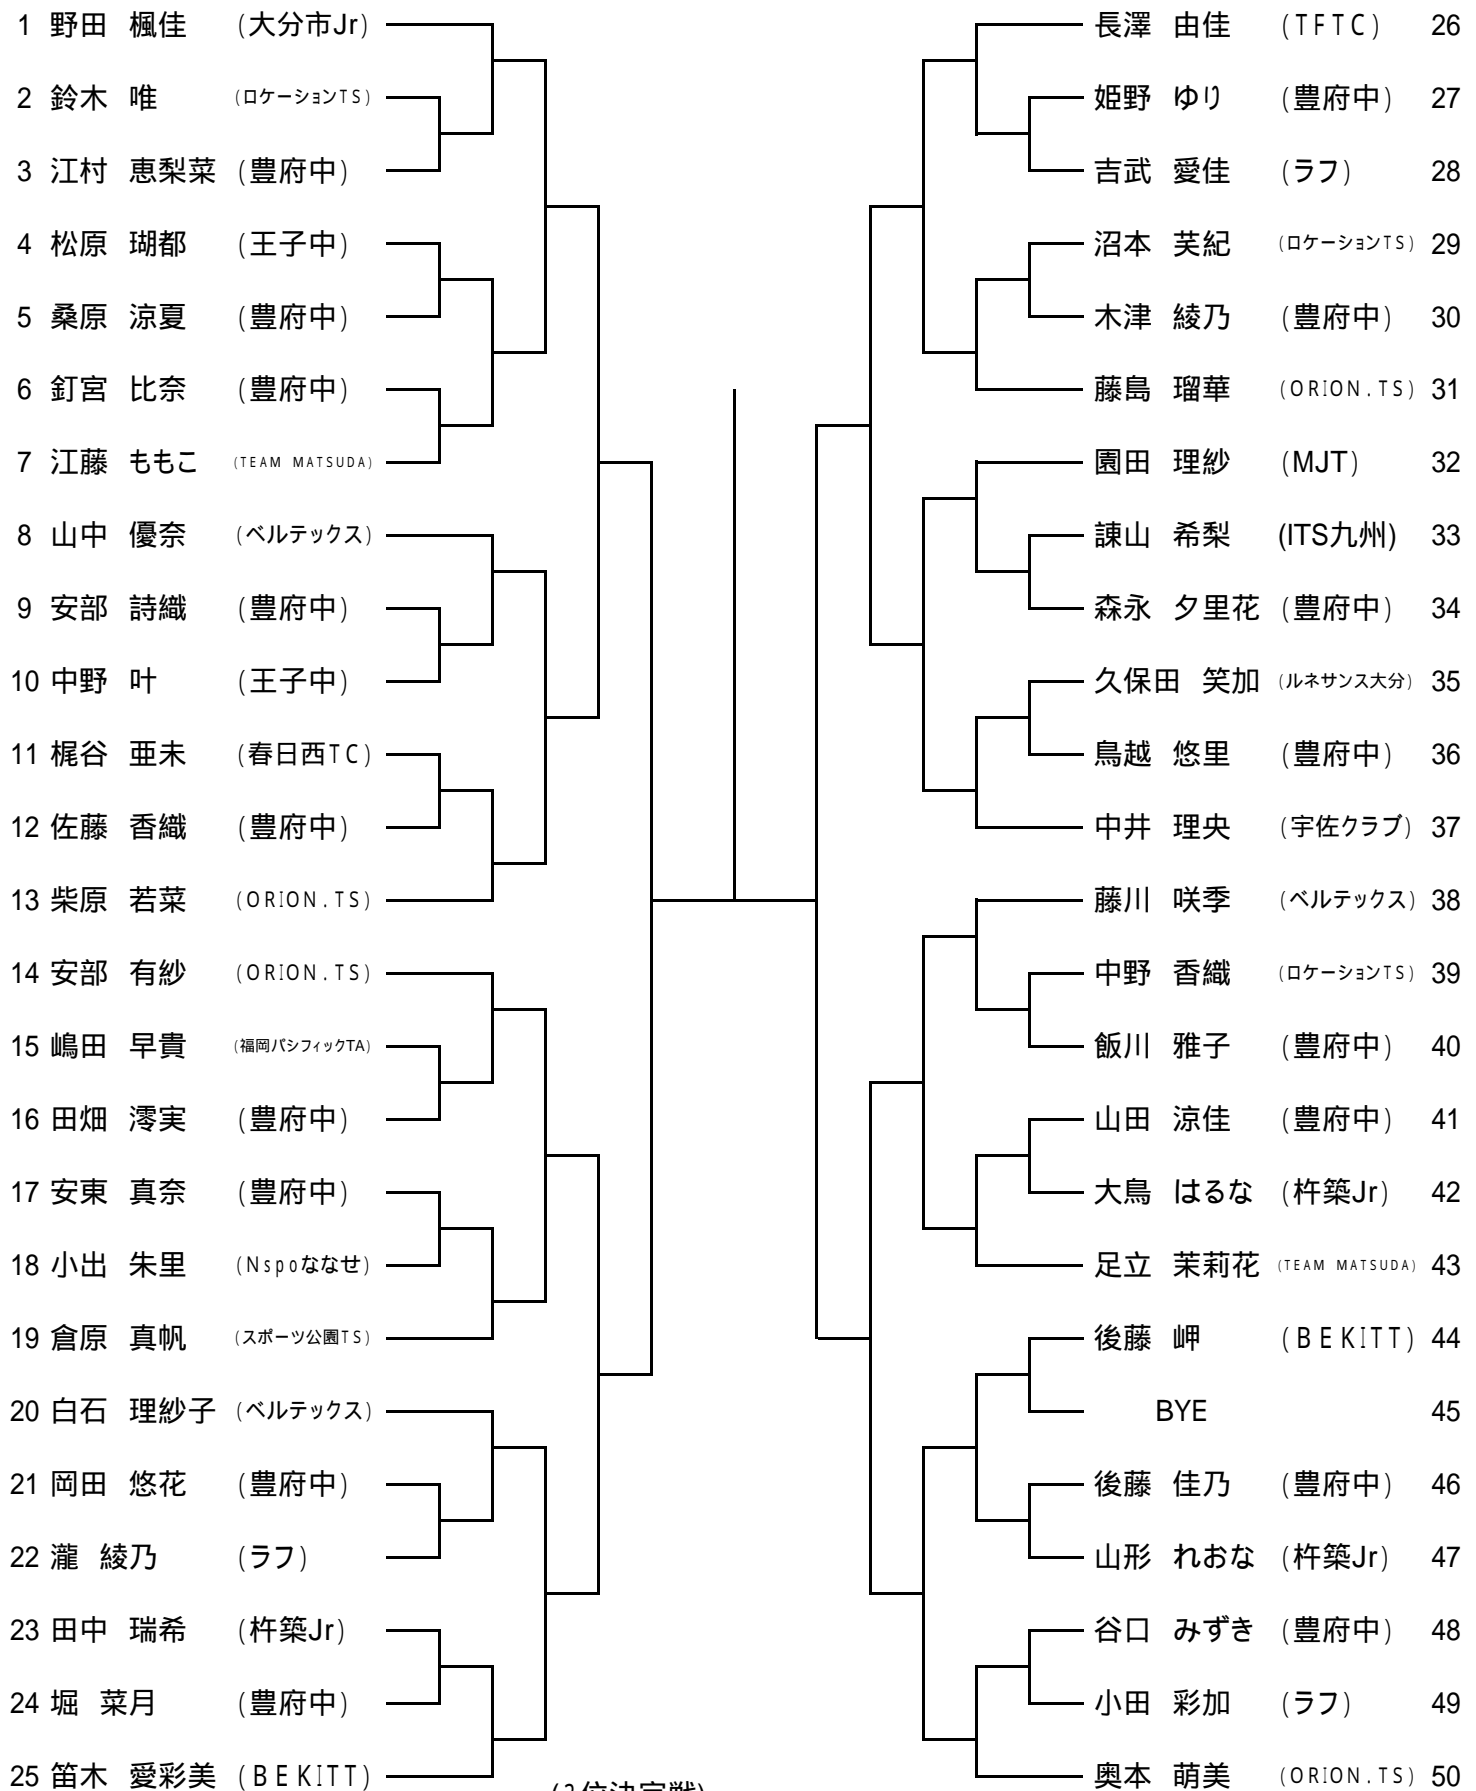 1 野田 楓佳 (大分市Jr)
2 鈴木 唯 (ロケーションTS)
3 江村 恵梨菜 (豊府中)
4 松原 瑚都 (王子中)
5 桑原 涼夏 (豊府中)
6 釘宮 比奈 (豊府中)
7 江藤 ももこ (TEAM MATSUDA)
8 山中 優奈 (ベルテックス)
9 安部 詩織 (豊府中)
10 中野 叶 (王子中)
11 梶谷 亜未 (春日西TC)
12 佐藤 香織 (豊府中)
13 柴原 若菜 (ORION.TS)
14 安部 有紗 (ORION.TS)
15 嶋田 早貴 (福岡パシフィックTA)
16 田畑 澪実 (豊府中)
17 安東 真奈 (豊府中)
18 小出 朱里 (Nspoななせ)
19 倉原 真帆 (スポーツ公園TS)
20 白石 理紗子 (ベルテックス)
21 岡田 悠花 (豊府中)
22 瀧 綾乃 (ラフ)
23 田中 瑞希 (杵築Jr)
24 堀 菜月 (豊府中)
25 笛木 愛彩美 (BEKITT)
長澤 由佳 (TFTC) 26
姫野 ゆり (豊府中) 27
吉武 愛佳 (ラフ) 28
沼本 芙紀 (ロケーションTS) 29
木津 綾乃 (豊府中) 30
藤島 瑠華 (ORION.TS) 31
園田 理紗 (MJT) 32
諌山 希梨 (ITS九州) 33
森永 夕里花 (豊府中) 34
久保田 笑加 (ルネサンス大分) 35
鳥越 悠里 (豊府中) 36
中井 理央 (宇佐クラブ) 37
藤川 咲季 (ベルテックス) 38
中野 香織 (ロケーションTS) 39
飯川 雅子 (豊府中) 40
山田 涼佳 (豊府中) 41
大鳥 はるな (杵築Jr) 42
足立 茉莉花 (TEAM MATSUDA) 43
後藤 岬 (BEKITT) 44
BYE 45
後藤 佳乃 (豊府中) 46
山形 れおな (杵築Jr) 47
谷口 みずき (豊府中) 48
小田 彩加 (ラフ) 49
奥本 萌美 (ORION.TS) 50
(3位決定戦)